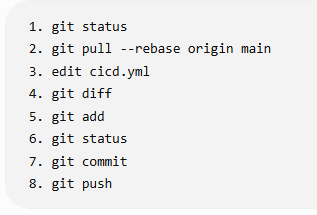 1. git status
2. git pull --rebase origin main
3. edit cicd.yml
4. git diff
5. git add
6. git status
7. git commit
8. git push